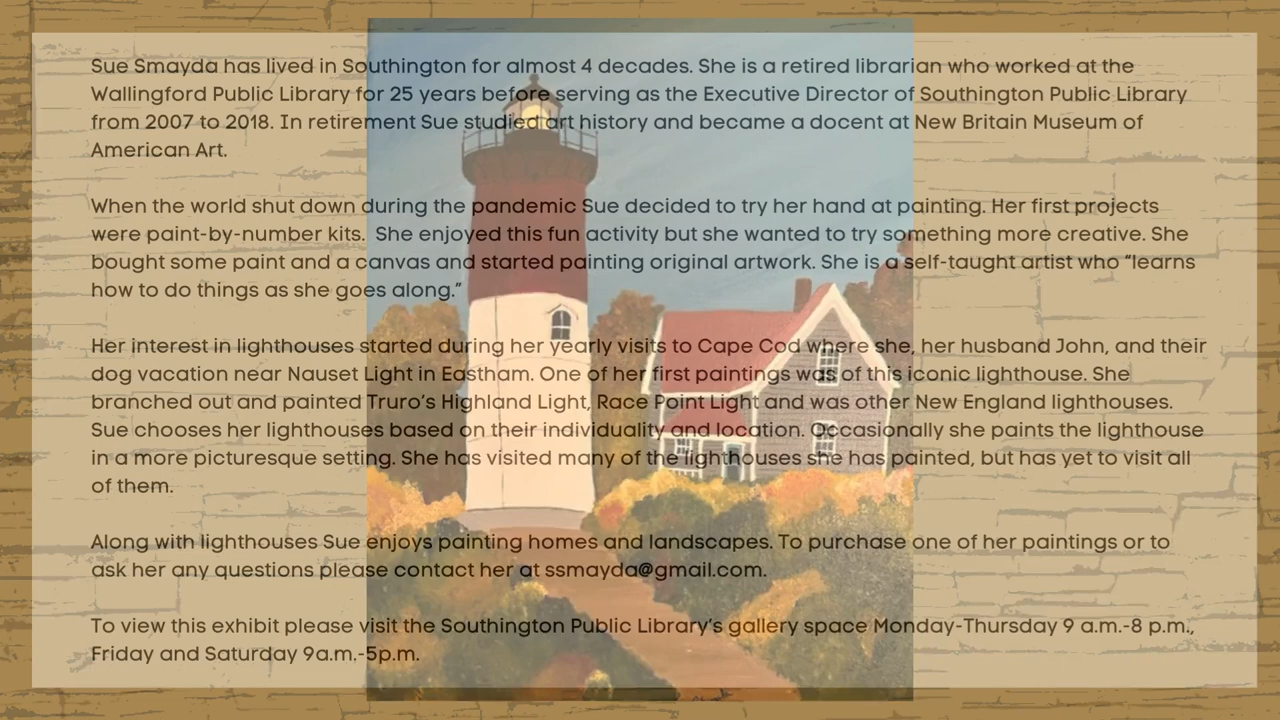 Sue Smayda has lived in Southington for almost 4 decades. She is a retired librarian who worked at the
Wallingford Public Library for 25 years before serving as the Executive Director of Southington Public Library
from 2007 to 2018. In retirement Sue studied art history and became a docent at New Britain Museum of
American Art.
When the world shut down during the pandemic Sue decided to try her hand at painting. Her first projects
were paint-by-number kits.  She enjoyed this fun activity but she wanted to try something more creative. She
bought some paint and a canvas and started painting original artwork. She is a self-taught artist who “learns
how to do things as she goes along.”
Her interest in lighthouses started during her yearly visits to Cape Cod where she, her husband John, and their
dog vacation near Nauset Light in Eastham. One of her first paintings was of this iconic lighthouse. She
branched out and painted Truro’s Highland Light, Race Point Light and was other New England lighthouses.
Sue chooses her lighthouses based on their individuality and location. Occasionally she paints the lighthouse
in a more picturesque setting. She has visited many of the lighthouses she has painted, but has yet to visit all
of them.
Along with lighthouses Sue enjoys painting homes and landscapes. To purchase one of her paintings or to
ask her any questions please contact her at ssmayda@gmail.com.
To view this exhibit please visit the Southington Public Library’s gallery space Monday-Thursday 9 a.m.-8 p.m.,
Friday and Saturday 9a.m.-5p.m.